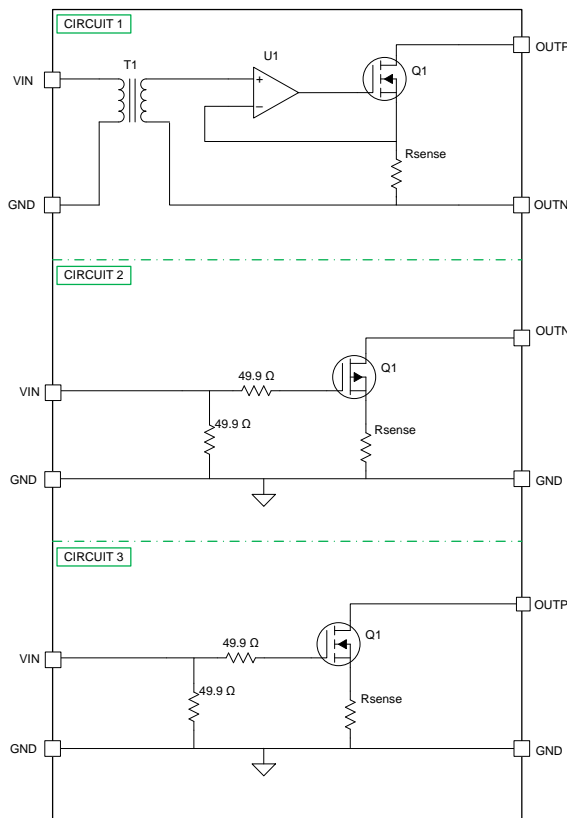 CIRCUIT 1
OUTP
U1
T1
Q1
VIN
+
−
Rsense
GND
OUTN
CIRCUIT 2
OUTN
49.9 Ω
Q1
VIN
49.9 Ω
Rsense
GND
GND
CIRCUIT 3
OUTP
49.9 Ω
Q1
VIN
49.9 Ω
Rsense
GND
GND